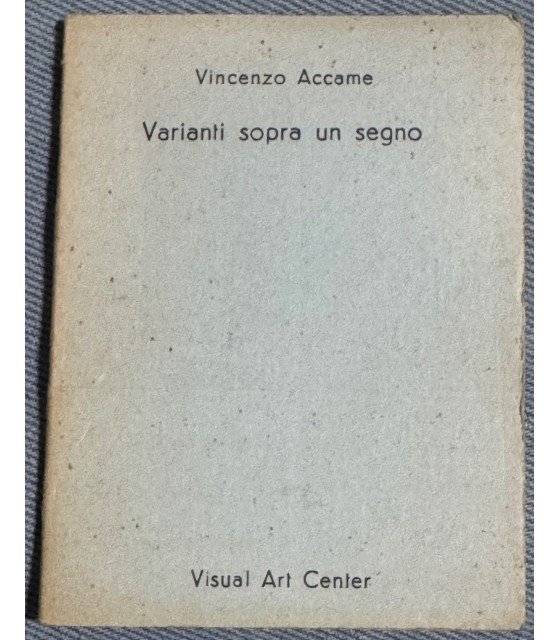 Vincenzo Accame
Varianti sopra un segno
Visual Art Center